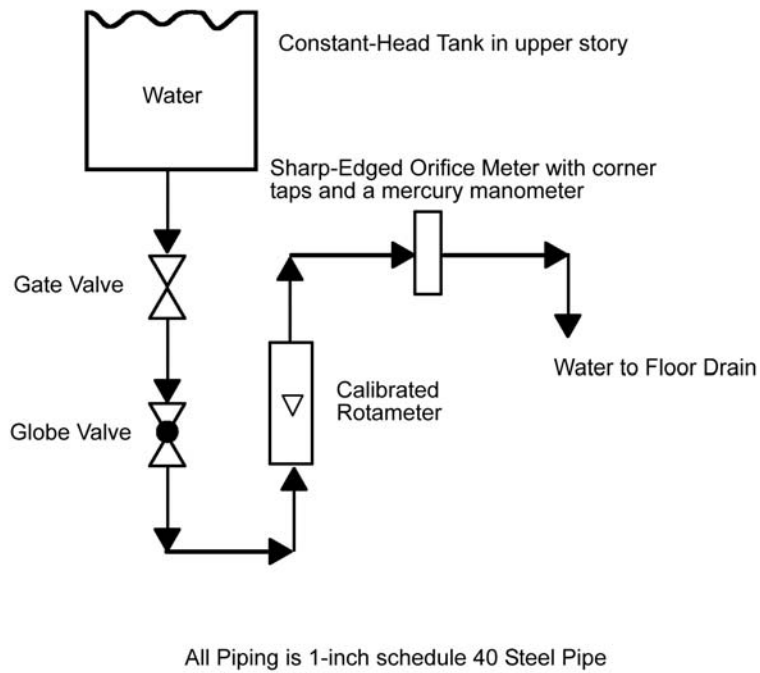 Constant-Head Tank in upper story
Water
Sharp-Edged Orifice Meter with corner
taps and a mercury manometer
Gate Valve
Water to Floor Drain
Calibrated
Rotameter
Globe Valve
All Piping is 1-inch schedule 40 Steel Pipe